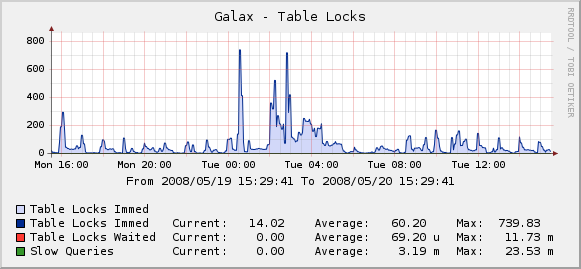 Galax - Table Locks
RRDTOOL / TOBI OETIKER
800
600
400
200
0
Mon 16:00 Mon 20:00 Tue 00:00 Tue 04:00 Tue 08:00 Tue 12:00
From 2008/05/19 15:29:41 To 2008/05/20 15:29:41
Table Locks Immed
Table Locks Immed Current: 14.02 Average: 60.20 Max: 739.83
Table Locks Waited Current: 0.00 Average: 69.20 u Max: 11.73 m
Slow Queries Current: 0.00 Average: 3.19 m Max: 23.53 m